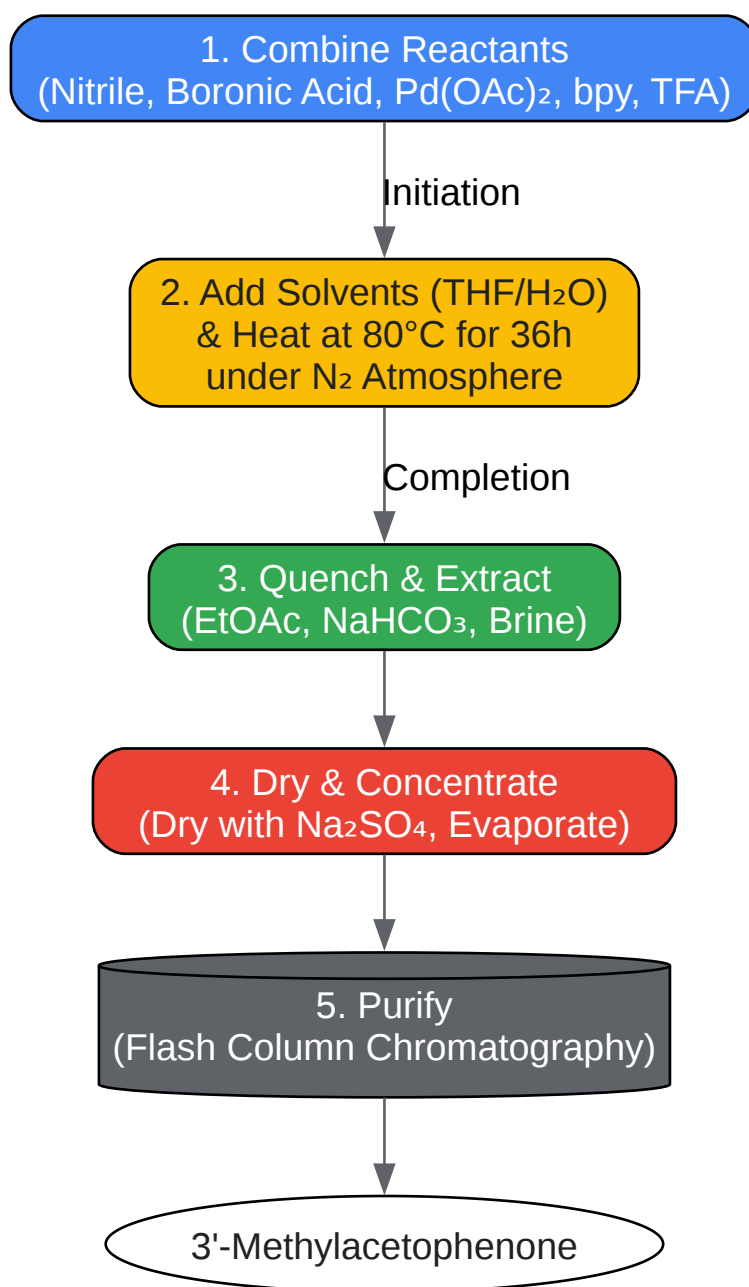 1. Combine Reactants
(Nitrile, Boronic Acid, Pd(OAc)₂, bpy, TFA)
Initiation
2. Add Solvents (THF/H₂O)
& Heat at 80°C for 36h
under N₂ Atmosphere
Completion
3. Quench & Extract
(EtOAc, NaHCO₃, Brine)
4. Dry & Concentrate
(Dry with Na₂SO₄, Evaporate)
5. Purify
(Flash Column Chromatography)
3'-Methylacetophenone